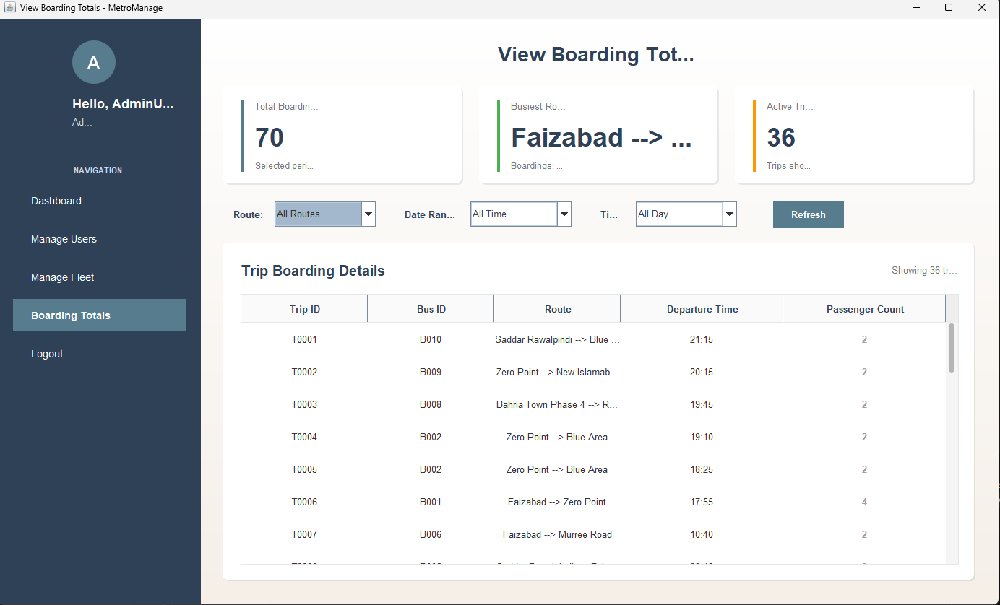 View Boarding Totals - MetroManage
A
Hello, AdminU...
Ad...
NAVIGATION
Dashboard
Manage Users
Manage Fleet
Boarding Totals
Logout
View Boarding Tot...
Total Boardin...
70
Selected peri...
Busiest Ro...
Faizabad --> ...
Boardings: ...
Active Tri...
36
Trips sho...
Route: All Routes Date Ran... All Time Ti... All Day Refresh
Trip Boarding Details Showing 36 tr...
Trip ID Bus ID Route Departure Time Passenger Count
T0001 B010 Saddar Rawalpindi --> Blue ... 21:15 2
T0002 B009 Zero Point --> New Islamab... 20:15 2
T0003 B008 Bahria Town Phase 4 --> R... 19:45 2
T0004 B002 Zero Point --> Blue Area 19:10 2
T0005 B002 Zero Point --> Blue Area 18:25 2
T0006 B001 Faizabad --> Zero Point 17:55 4
T0007 B006 Faizabad --> Murree Road 10:40 2